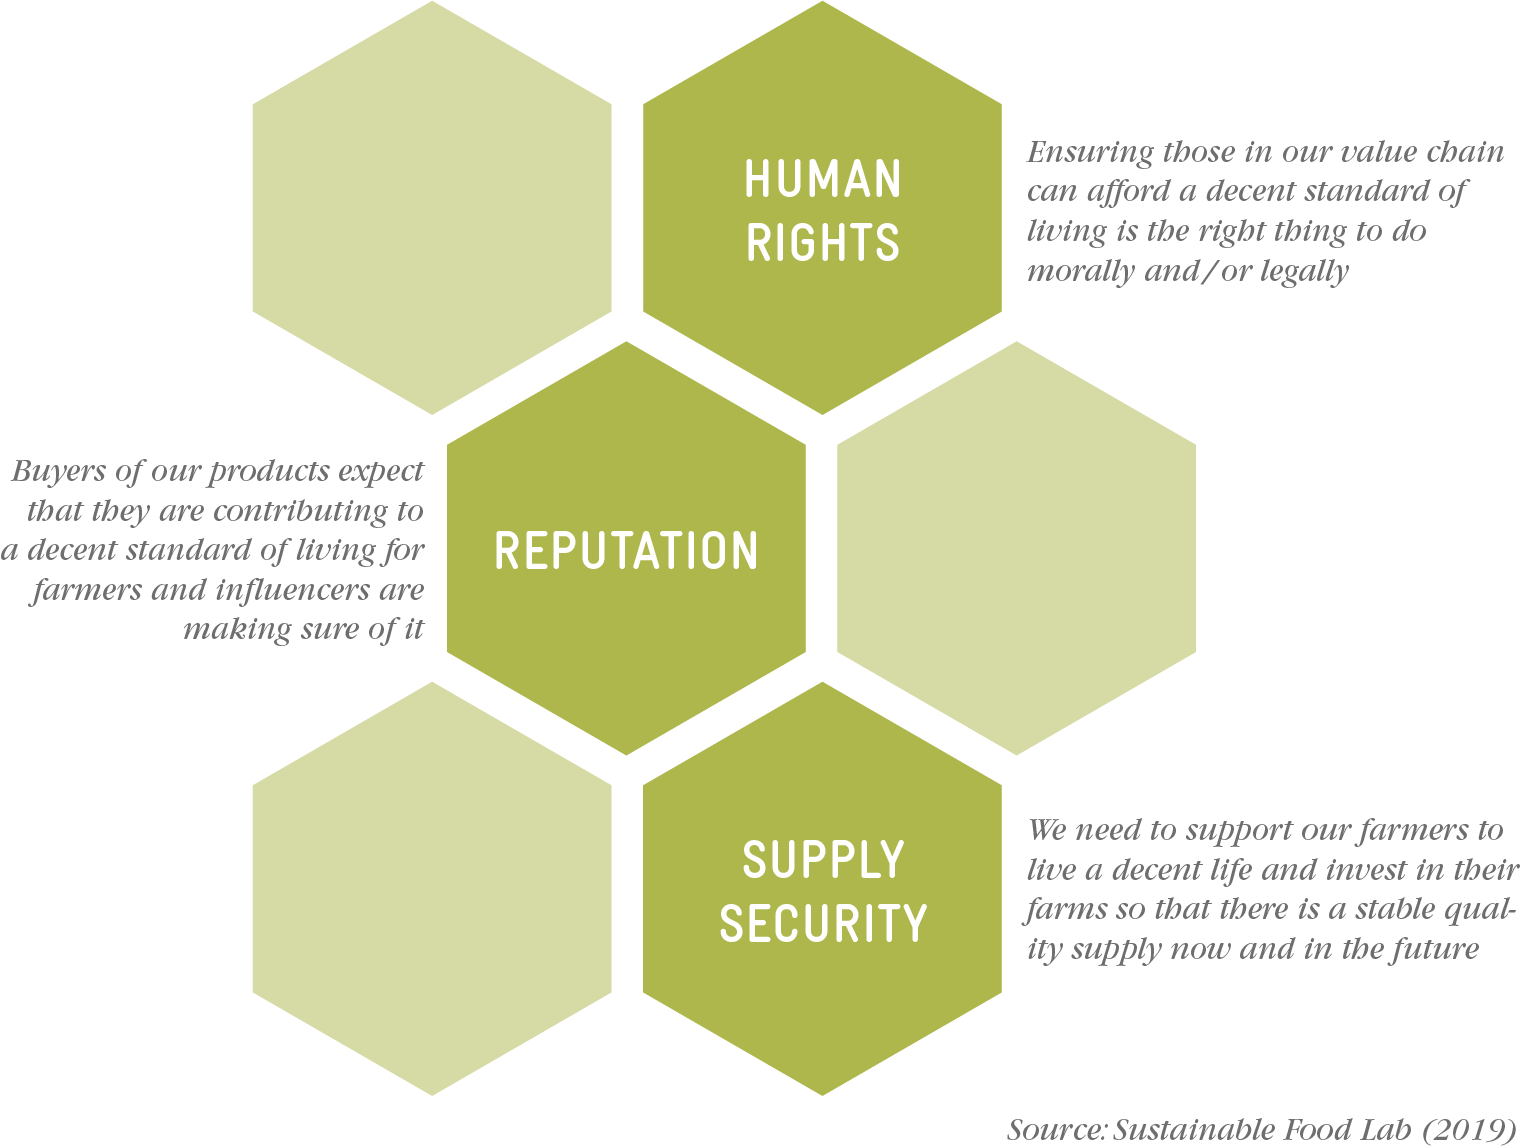 HUMAN
RIGHTS
Ensuring those in our value chain
can afford a decent standard of
living is the right thing to do
morally and/or legally
Buyers of our products expect
that they are contributing to
a decent standard of living for
farmers and influencers are
making sure of it
REPUTATION
SUPPLY
SECURITY
We need to support our farmers to
live a decent life and invest in their
farms so that there is a stable qual-
ity supply now and in the future
Source: Sustainable Food Lab (2019)